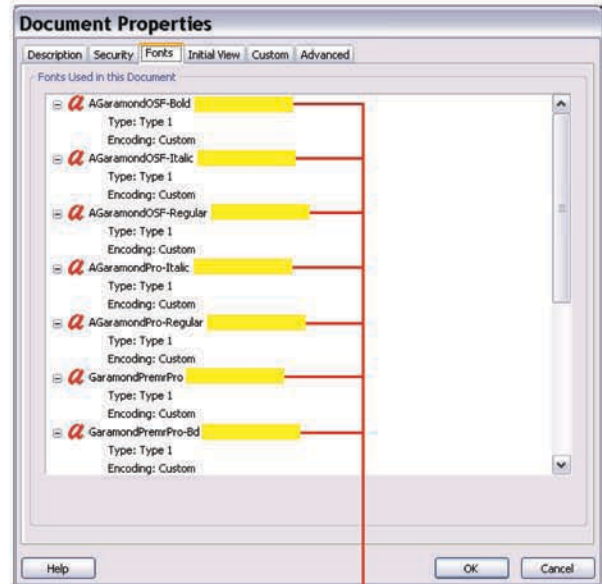 Document Properties
Description Security Fonts Initial View Custom Advanced
Fonts Used in this Document
AGaramondOSF-Bold
Type: Type 1
Encoding: Custom
AGaramondOSF-Italic
Type: Type 1
Encoding: Custom
AGaramondOSF-Regular
Type: Type 1
Encoding: Custom
AGaramondPro-Italic
Type: Type 1
Encoding: Custom
AGaramondPro-Regular
Type: Type 1
Encoding: Custom
GaramondPremrPro
Type: Type 1
Encoding: Custom
GaramondPremrPro-Bd
Type: Type 1
Encoding: Custom
Help OK Cancel